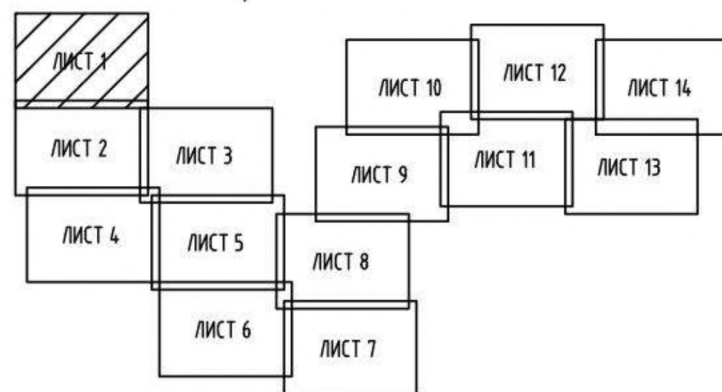 ЛИСТ 1
ЛИСТ 2
ЛИСТ 3
ЛИСТ 4
ЛИСТ 5
ЛИСТ 6
ЛИСТ 7
ЛИСТ 8
ЛИСТ 9
ЛИСТ 10
ЛИСТ 11
ЛИСТ 12
ЛИСТ 13
ЛИСТ 14